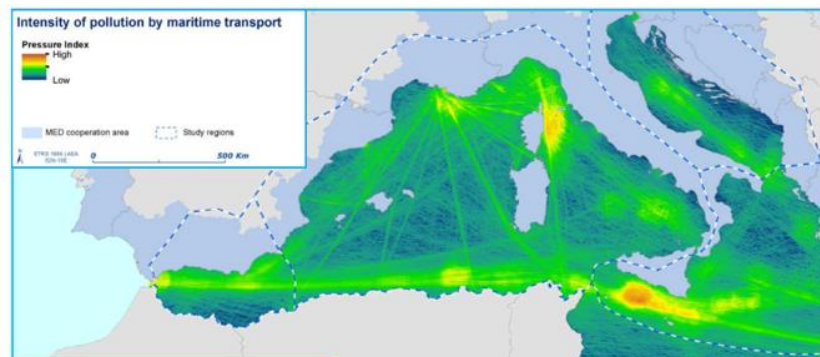 Intensity of pollution by maritime transport
Pressure Index
High
Low
MED cooperation area
Study regions
0
500 Km